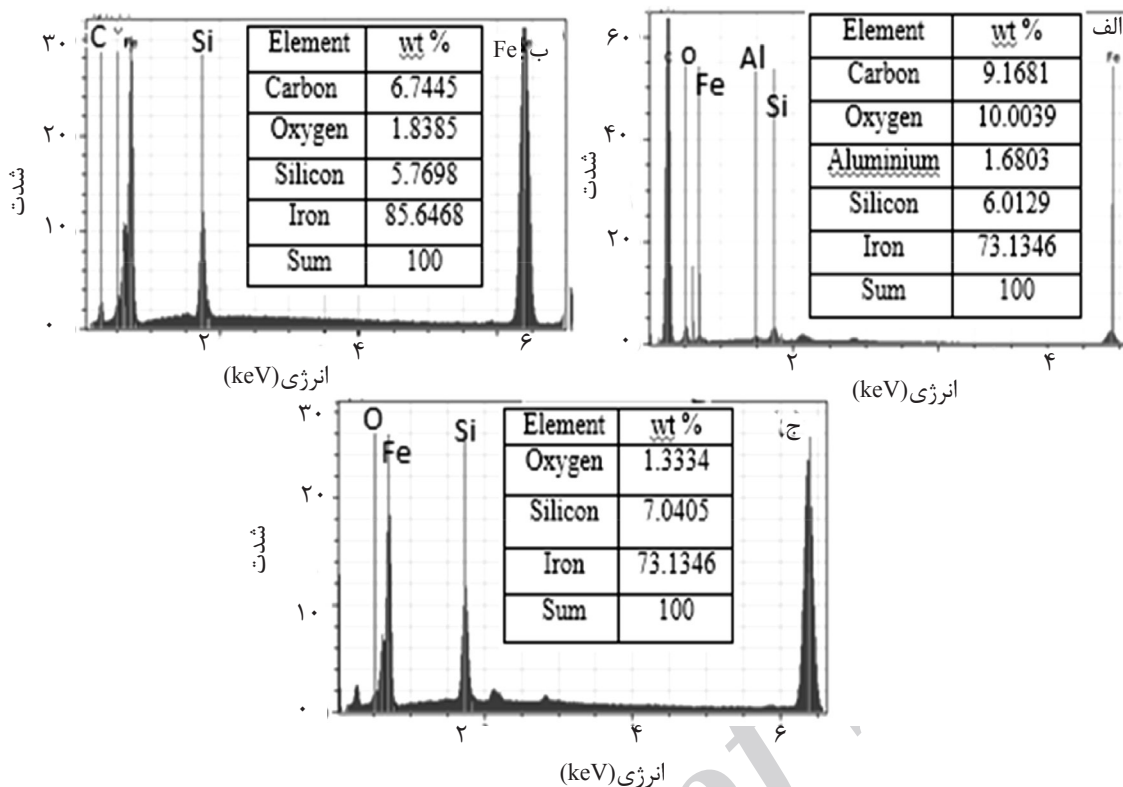 الف
Element wt %
Carbon 9.1681
Oxygen 10.0039
Aluminium 1.6803
Silicon 6.0129
Iron 73.1346
Sum 100
C O Fe Al Si Fe
۶۰
۴۰
۲۰
۰
۲ ۴
شدت
انرژی(keV)
ب
Element wt %
Carbon 6.7445
Oxygen 1.8385
Silicon 5.7698
Iron 85.6468
Sum 100
C Si Fe
۳۰
۲۰
۱۰
۰
۲ ۴ ۶
شدت
انرژی(keV)
ج
Element wt %
Oxygen 1.3334
Silicon 7.0405
Iron 73.1346
Sum 100
O Fe Si
۳۰
۲۰
۱۰
۰
۲ ۴ ۶
شدت
انرژی(keV)